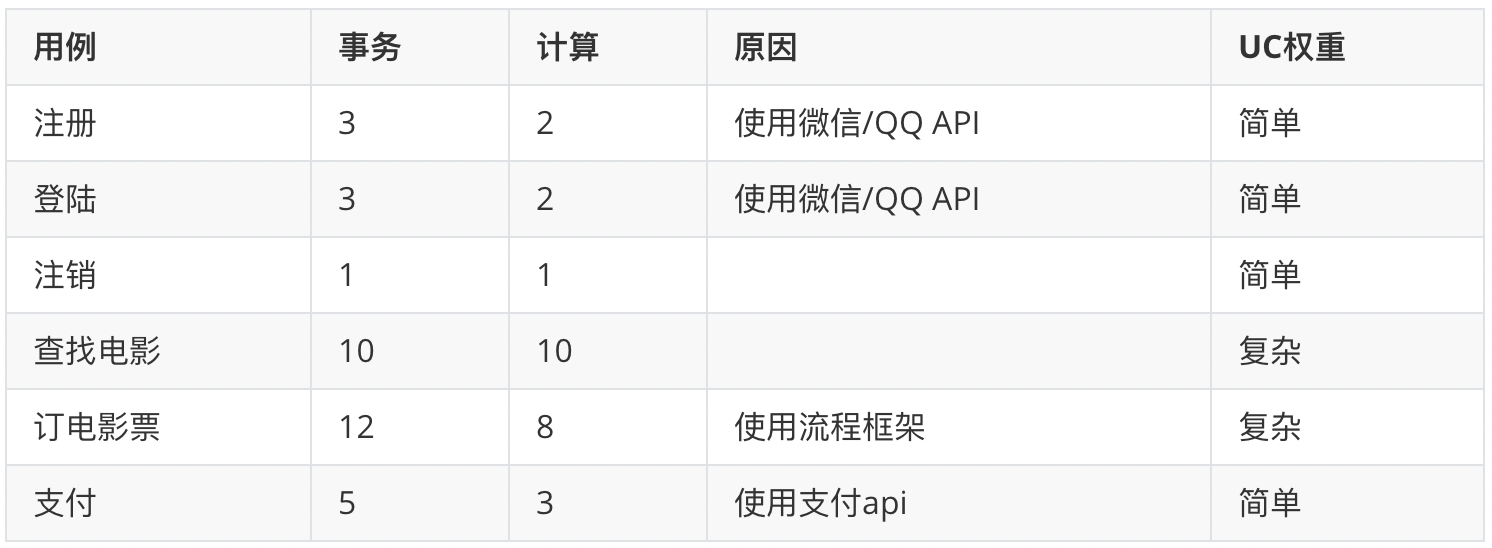 用例 事务 计算 原因 UC权重
注册 3 2 使用微信/QQ API 简单
登陆 3 2 使用微信/QQ API 简单
注销 1 1 简单
查找电影 10 10 复杂
订电影票 12 8 使用流程框架 复杂
支付 5 3 使用支付api 简单